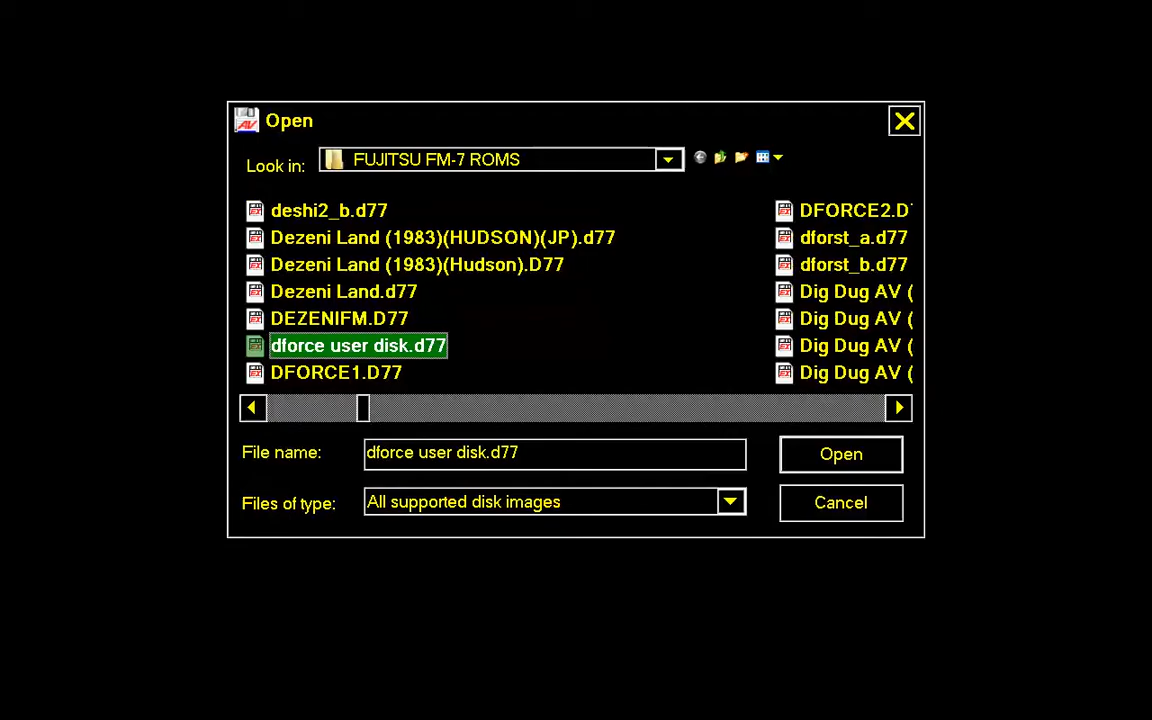 Open
Look in: FUJITSU FM-7 ROMS
deshi2_b.d77
Dezeni Land (1983)(HUDSON)(JP).d77
Dezeni Land (1983)(Hudson).D77
Dezeni Land.d77
DEZENIFM.D77
dforce user disk.d77
DFORCE1.D77
DFORCE2.D
dforst_a.d77
dforst_b.d77
Dig Dug AV (
Dig Dug AV (
Dig Dug AV (
Dig Dug AV (
File name: dforce user disk.d77
Open
Files of type: All supported disk images
Cancel